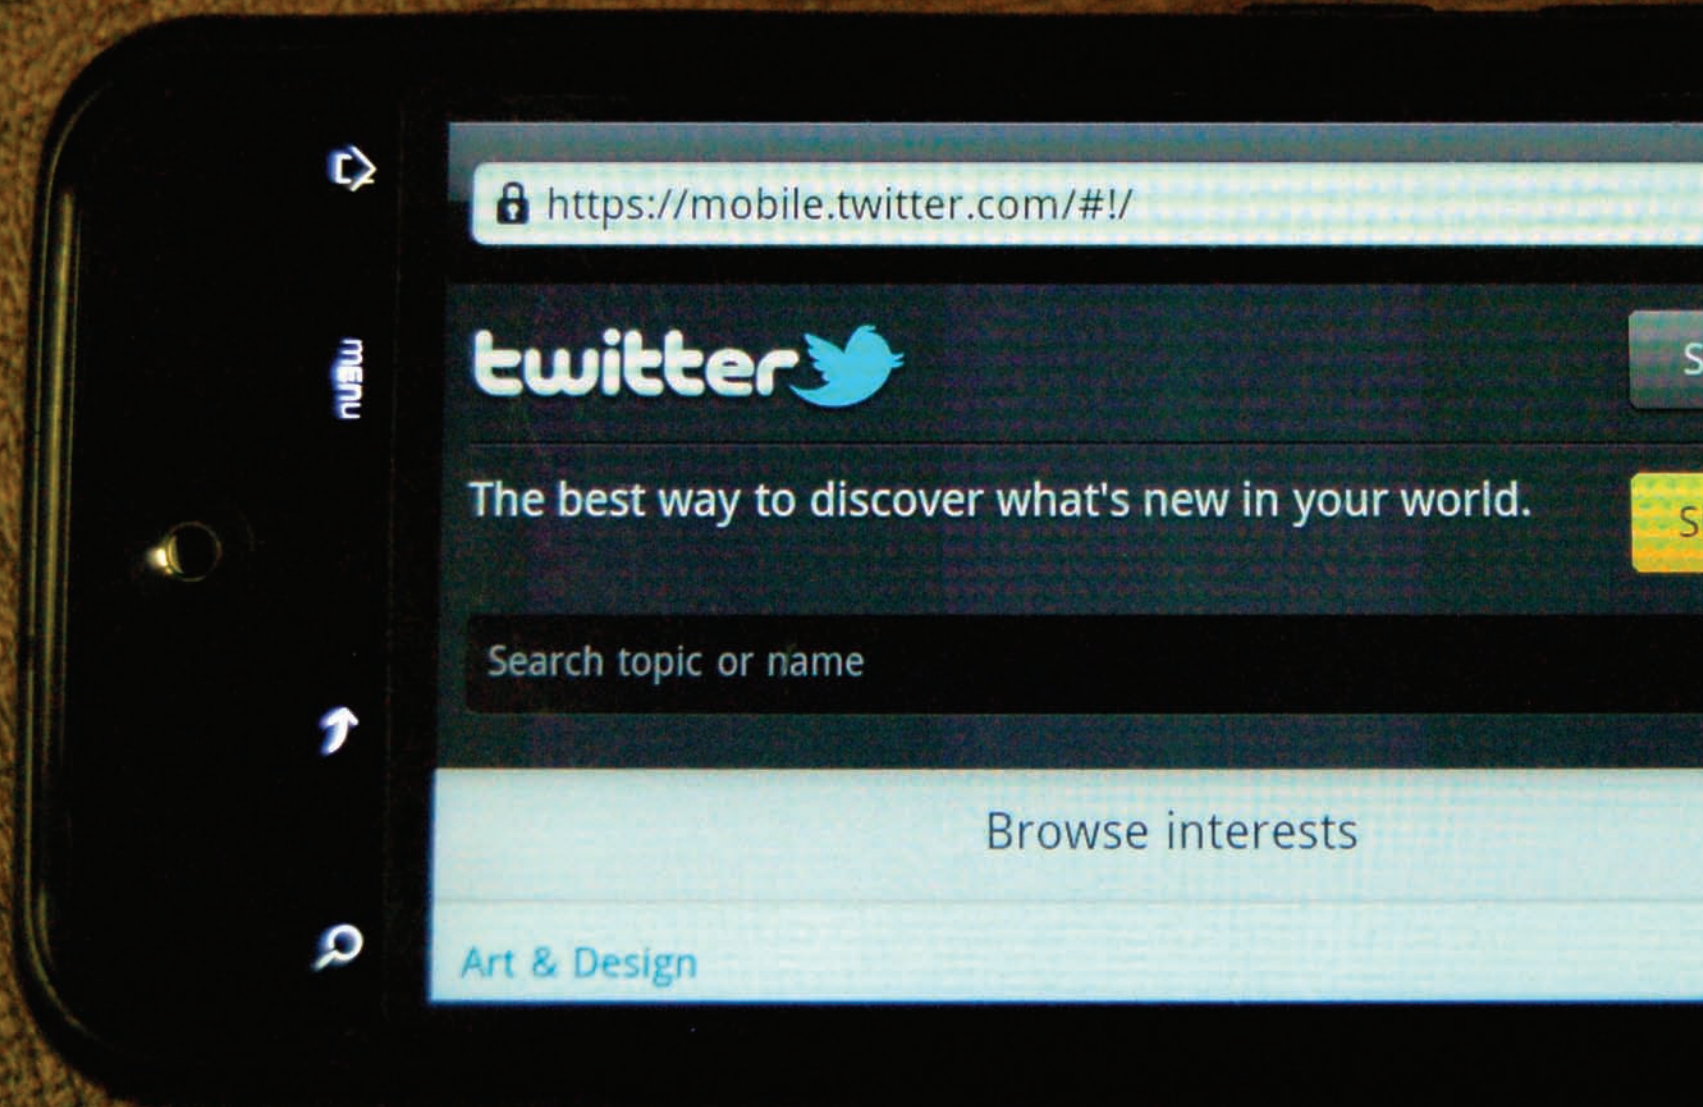 https://mobile.twitter.com/#!/
menu
twitter
S
The best way to discover what's new in your world.
S
Search topic or name
Browse interests
Art & Design